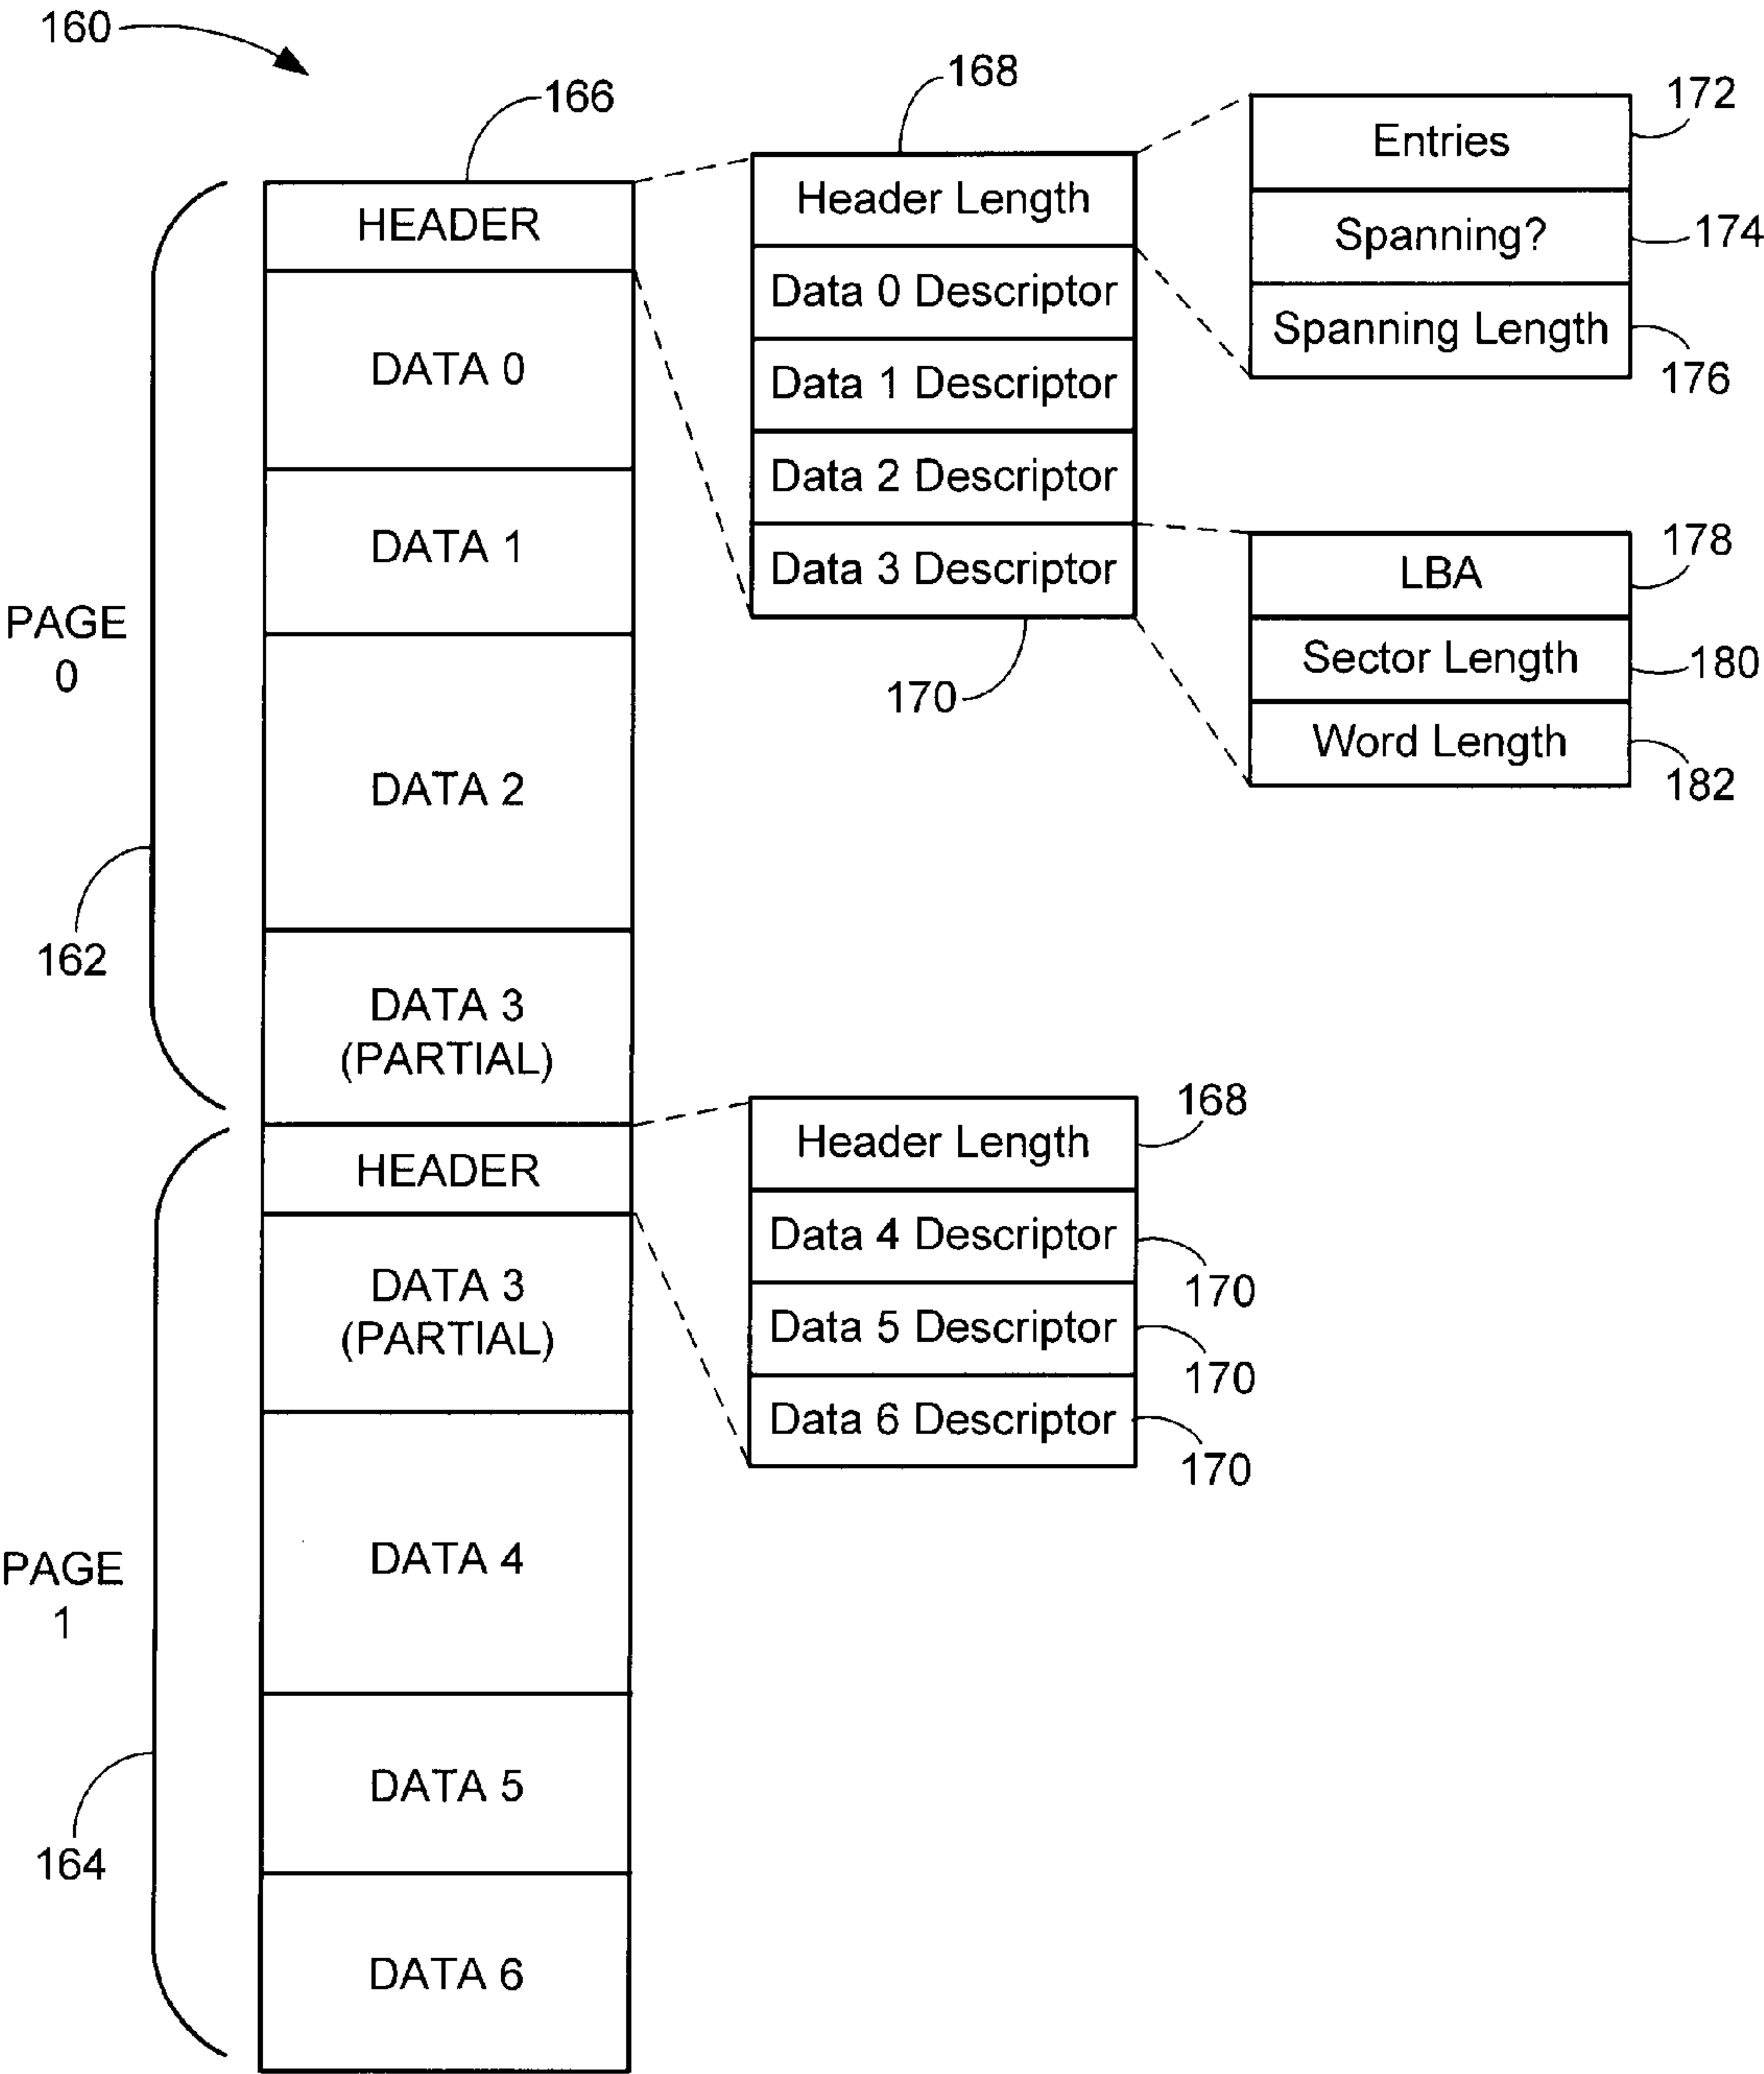 160
166
168
172
HEADER
Header Length
Entries
Data 0 Descriptor
Spanning?
174
DATA 0
Data 1 Descriptor
Spanning Length
176
DATA 1
Data 2 Descriptor
Data 3 Descriptor
178
LBA
PAGE
0
170
Sector Length
180
DATA 2
Word Length
182
162
DATA 3
(PARTIAL)
168
HEADER
Header Length
DATA 3
(PARTIAL)
Data 4 Descriptor
170
Data 5 Descriptor
170
Data 6 Descriptor
170
PAGE
1
DATA 4
DATA 5
164
DATA 6